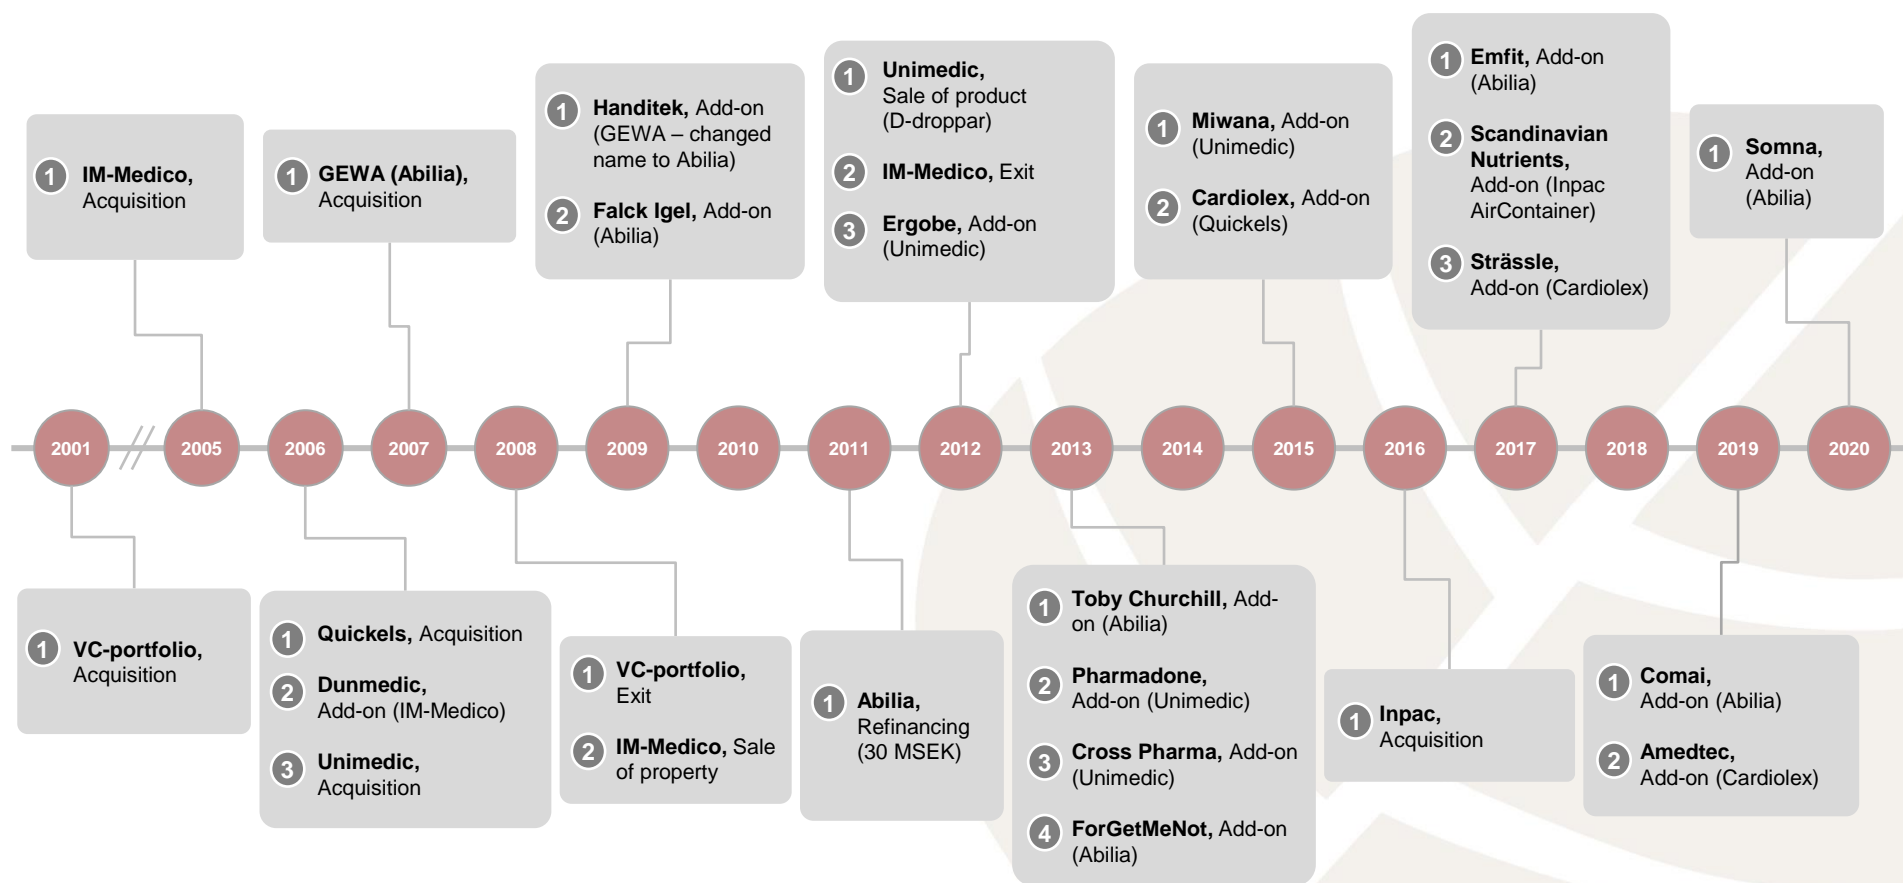 1
IM-Medico,
Acquisition
1
GEWA (Abilia),
Acquisition
1
Handitek, Add-on
(GEWA – changed
name to Abilia)
2
Falck Igel, Add-on
(Abilia)
1
Unimedic,
Sale of product
(D-droppar)
2
IM-Medico, Exit
3
Ergobe, Add-on
(Unimedic)
1
Miwana, Add-on
(Unimedic)
2
Cardiolex, Add-on
(Quickels)
1
Emfit, Add-on
(Abilia)
2
Scandinavian
Nutrients,
Add-on (Inpac
AirContainer)
3
Strässle,
Add-on (Cardiolex)
1
Somna,
Add-on
(Abilia)
2001 2005 2006 2007 2008 2009 2010 2011 2012 2013 2014 2015 2016 2017 2018 2019 2020
1
VC-portfolio,
Acquisition
1
Quickels, Acquisition
2
Dunmedic,
Add-on (IM-Medico)
3
Unimedic,
Acquisition
1
VC-portfolio,
Exit
2
IM-Medico, Sale
of property
1
Abilia,
Refinancing
(30 MSEK)
1
Toby Churchill, Add-
on (Abilia)
2
Pharmadone,
Add-on (Unimedic)
3
Cross Pharma, Add-on
(Unimedic)
4
ForGetMeNot, Add-on
(Abilia)
1
Inpac,
Acquisition
1
Comai,
Add-on (Abilia)
2
Amedtec,
Add-on (Cardiolex)